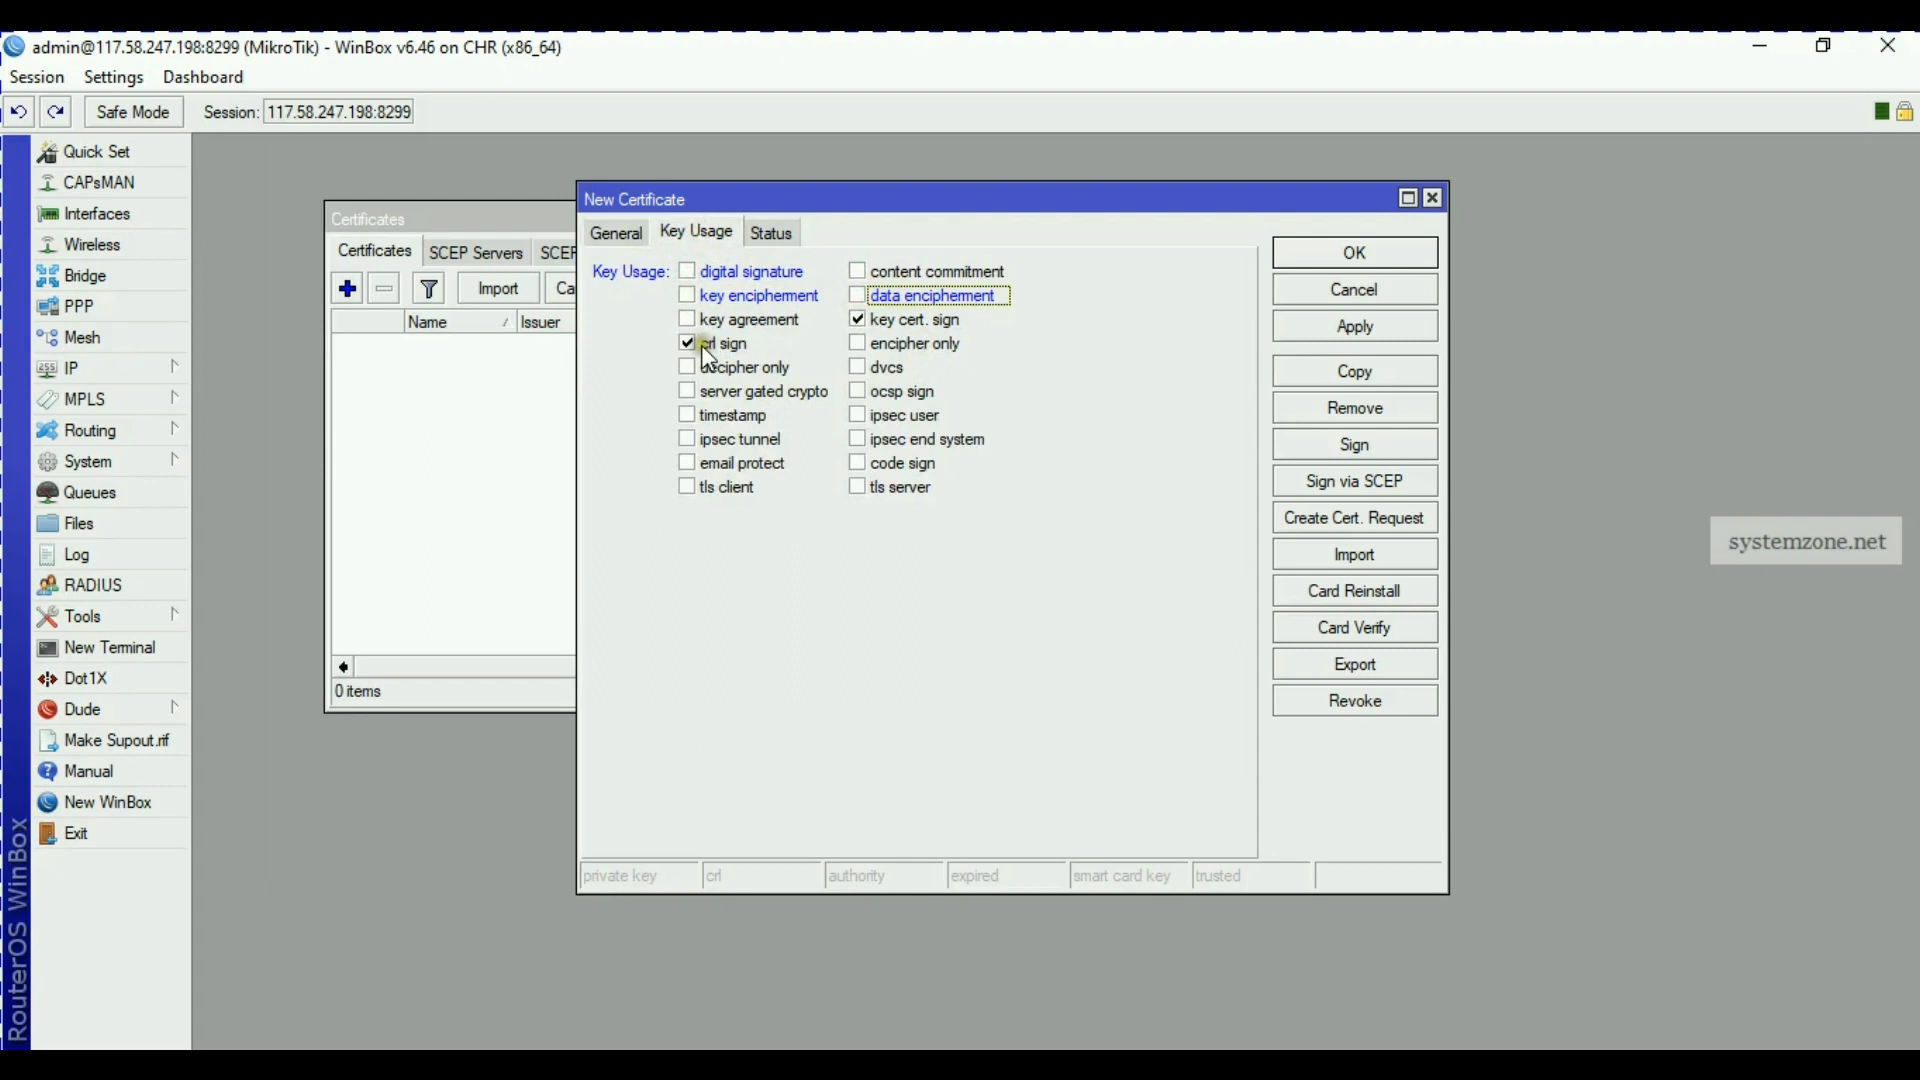 admin@117.58.247.198:8299 (MikroTik) - WinBox v6.46 on CHR (x86_64)
Session Settings Dashboard
Safe Mode Session: 117.58.247.198:8299
Quick Set
CAPsMAN
Interfaces
Wireless
Bridge
PPP
Mesh
IP
MPLS
Routing
System
Queues
Files
Log
RADIUS
Tools
New Terminal
Dot1X
Dude
Make Supout.rif
Manual
New WinBox
Exit
RouterOS WinBox
Certificates
Certificates SCEP Servers SCEP
Import Ca
Name Issuer
0 items
New Certificate
General Key Usage Status
Key Usage: digital signature content commitment
key encipherment data encipherment
key agreement key cert. sign
crl sign encipher only
decipher only dvcs
server gated crypto ocsp sign
timestamp ipsec user
ipsec tunnel ipsec end system
email protect code sign
tls client tls server
OK
Cancel
Apply
Copy
Remove
Sign
Sign via SCEP
Create Cert. Request
Import
Card Reinstall
Card Verify
Export
Revoke
private key crl authority expired smart card key trusted
systemzone.net